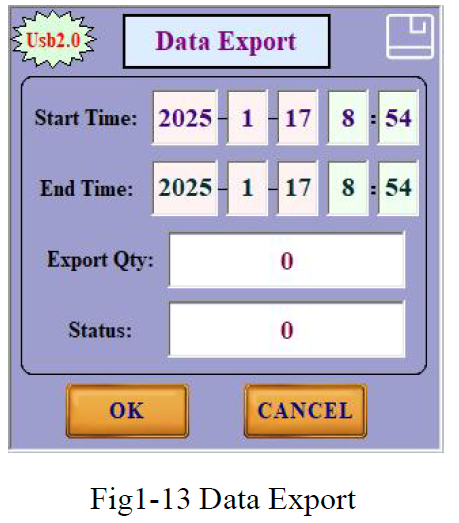 Usb2.0 Data Export
Start Time: 2025-1-17 8:54
End Time: 2025-1-17 8:54
Export Qty: 0
Status: 0
OK CANCEL
Fig1-13 Data Export